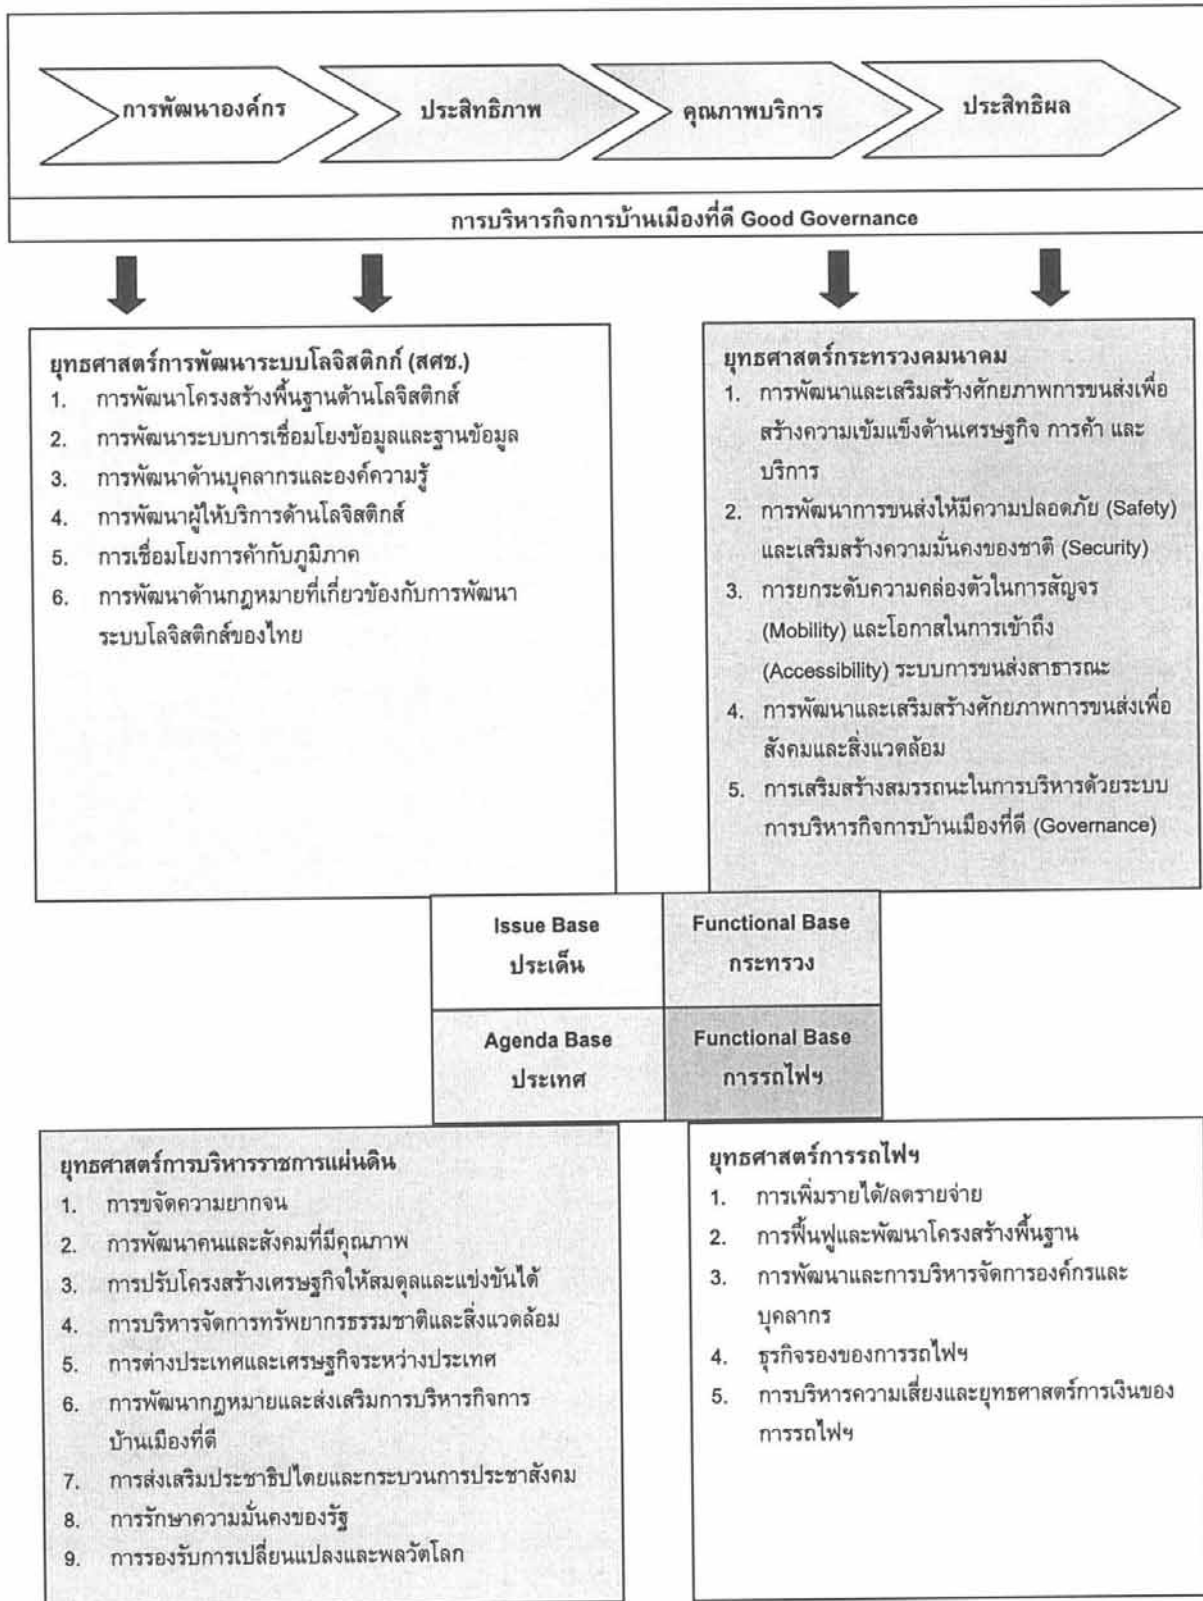 การพัฒนาองค์กร
ประสิทธิภาพ
คุณภาพบริการ
ประสิทธิผล
การบริหารกิจการบ้านเมืองที่ดี Good Governance
ยุทธศาสตร์การพัฒนาระบบโลจิสติกก์ (สศช.)
1. การพัฒนาโครงสร้างพื้นฐานด้านโลจิสติกส์
2. การพัฒนาระบบการเชื่อมโยงข้อมูลและฐานข้อมูล
3. การพัฒนาด้านบุคลากรและองค์ความรู้
4. การพัฒนาผู้ให้บริการด้านโลจิสติกส์
5. การเชื่อมโยงการค้ากับภูมิภาค
6. การพัฒนาด้านกฎหมายที่เกี่ยวข้องกับการพัฒนา
ระบบโลจิสติกส์ของไทย
ยุทธศาสตร์กระทรวงคมนาคม
1. การพัฒนาและเสริมสร้างศักยภาพการขนส่งเพื่อ
สร้างความเข้มแข็งด้านเศรษฐกิจ การค้า และ
บริการ
2. การพัฒนาการขนส่งให้มีความปลอดภัย (Safety)
และเสริมสร้างความมั่นคงของชาติ (Security)
3. การยกระดับความคล่องตัวในการสัญจร
(Mobility) และโอกาสในการเข้าถึง
(Accessibility) ระบบการขนส่งสาธารณะ
4. การพัฒนาและเสริมสร้างศักยภาพการขนส่งเพื่อ
สังคมและสิ่งแวดล้อม
5. การเสริมสร้างสมรรถนะในการบริหารด้วยระบบ
การบริหารกิจการบ้านเมืองที่ดี (Governance)
Issue Base
ประเด็น
Functional Base
กระทรวง
Agenda Base
ประเทศ
Functional Base
การรถไฟฯ
ยุทธศาสตร์การบริหารราชการแผ่นดิน
1. การขจัดความยากจน
2. การพัฒนาคนและสังคมที่มีคุณภาพ
3. การปรับโครงสร้างเศรษฐกิจให้สมดุลและแข่งขันได้
4. การบริหารจัดการทรัพยากรธรรมชาติและสิ่งแวดล้อม
5. การต่างประเทศและเศรษฐกิจระหว่างประเทศ
6. การพัฒนากฎหมายและส่งเสริมการบริหารกิจการ
บ้านเมืองที่ดี
7. การส่งเสริมประชาธิปไตยและกระบวนการประชาสังคม
8. การรักษาความมั่นคงของรัฐ
9. การรองรับการเปลี่ยนแปลงและพลวัตโลก
ยุทธศาสตร์การรถไฟฯ
1. การเพิ่มรายได้/ลดรายจ่าย
2. การฟื้นฟูและพัฒนาโครงสร้างพื้นฐาน
3. การพัฒนาและการบริหารจัดการองค์กรและ
บุคลากร
4. ธุรกิจรองของการรถไฟฯ
5. การบริหารความเสี่ยงและยุทธศาสตร์การเงินของ
การรถไฟฯ